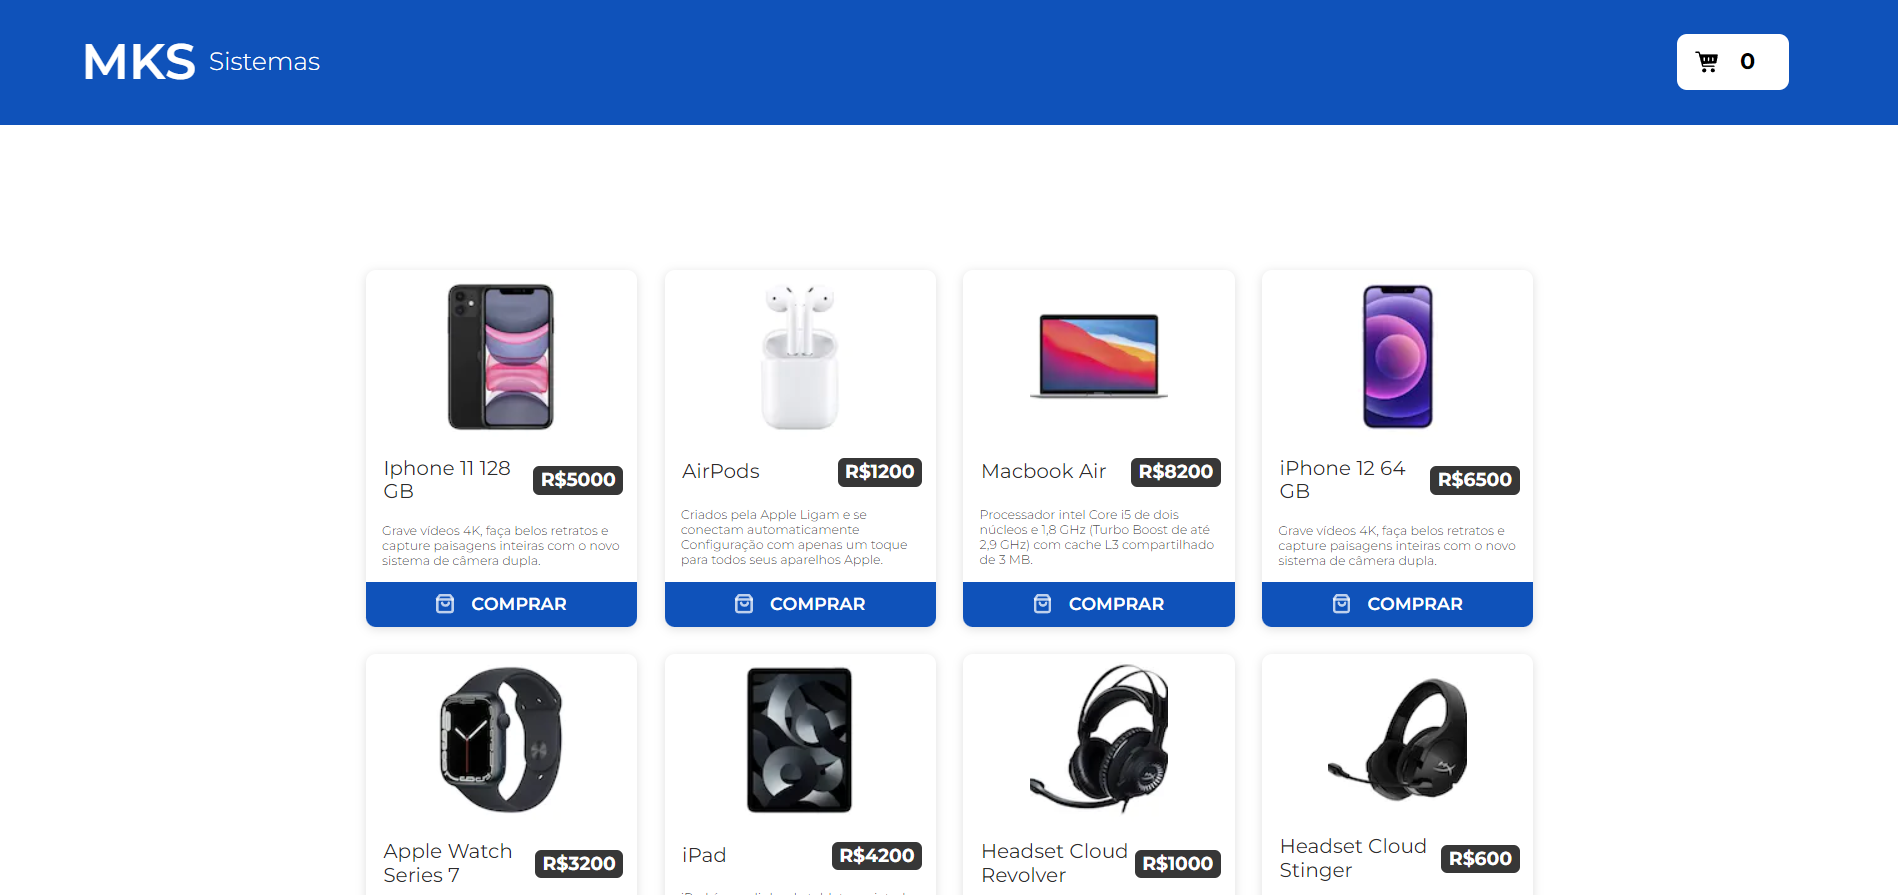 MKS Sistemas
0
Iphone 11 128
GB
R$5000
Grave vídeos 4K, faça belos retratos e
capture paisagens inteiras com o novo
sistema de câmera dupla.
COMPRAR
AirPods
R$1200
Criados pela Apple Ligam e se
conectam automaticamente
Configuração com apenas um toque
para todos seus aparelhos Apple.
COMPRAR
Macbook Air
R$8200
Processador intel Core i5 de dois
núcleos e 1,8 GHz (Turbo Boost de até
2,9 GHz) com cache L3 compartilhado
de 3 MB.
COMPRAR
iPhone 12 64
GB
R$6500
Grave vídeos 4K, faça belos retratos e
capture paisagens inteiras com o novo
sistema de câmera dupla.
COMPRAR
Apple Watch
Series 7
R$3200
iPad
R$4200
Headset Cloud
Revolver
R$1000
Headset Cloud
Stinger
R$600